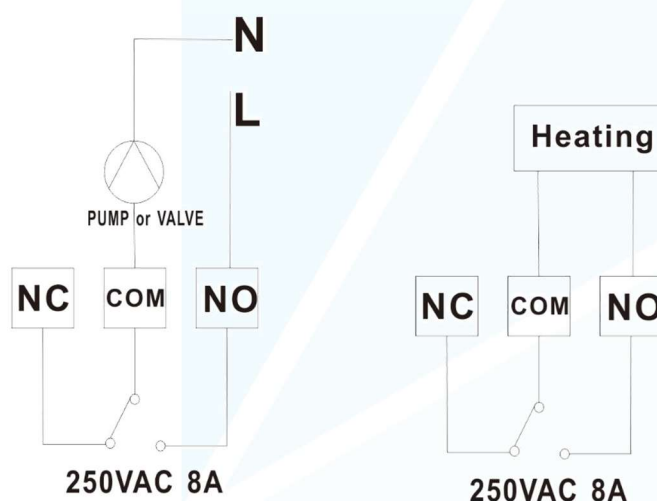 N
L
PUMP or VALVE
NC COM NO
250VAC 8A
Heating
NC COM NO
250VAC 8A